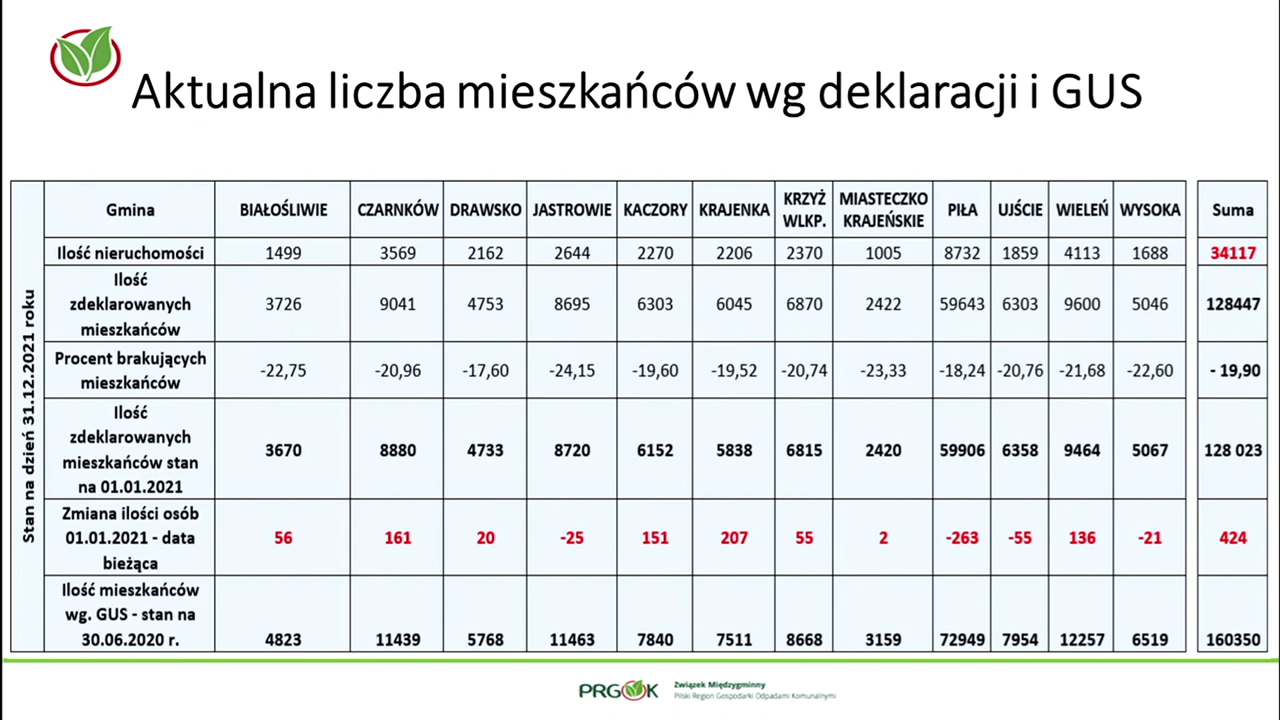 Aktualna liczba mieszkańców wg deklaracji i GUS
Stan na dzień 31.12.2021 roku
Gmina BIAŁOŚLIWIE CZARNKÓW DRAWSKO JASTROWIE KACZORY KRAJENKA KRZYŻ WLKP. MIASTECZKO KRAJEŃSKIE PIŁA UJŚCIE WIELEŃ WYSOKA Suma
Ilość nieruchomości 1499 3569 2162 2644 2270 2206 2370 1005 8732 1859 4113 1688 34117
Ilość zdeklarowanych mieszkańców 3726 9041 4753 8695 6303 6045 6870 2422 59643 6303 9600 5046 128447
Procent brakujących mieszkańców -22,75 -20,96 -17,60 -24,15 -19,60 -19,52 -20,74 -23,33 -18,24 -20,76 -21,68 -22,60 - 19,90
Ilość zdeklarowanych mieszkańców stan na 01.01.2021 3670 8880 4733 8720 6152 5838 6815 2420 59906 6358 9464 5067 128 023
Zmiana ilości osób 01.01.2021 - data bieżąca 56 161 20 -25 151 207 55 2 -263 -55 136 -21 424
Ilość mieszkańców wg. GUS - stan na 30.06.2020 r. 4823 11439 5768 11463 7840 7511 8668 3159 72949 7954 12257 6519 160350
PRGOK
Związek Międzygminny
Pilski Region Gospodarki Odpadami Komunalnymi